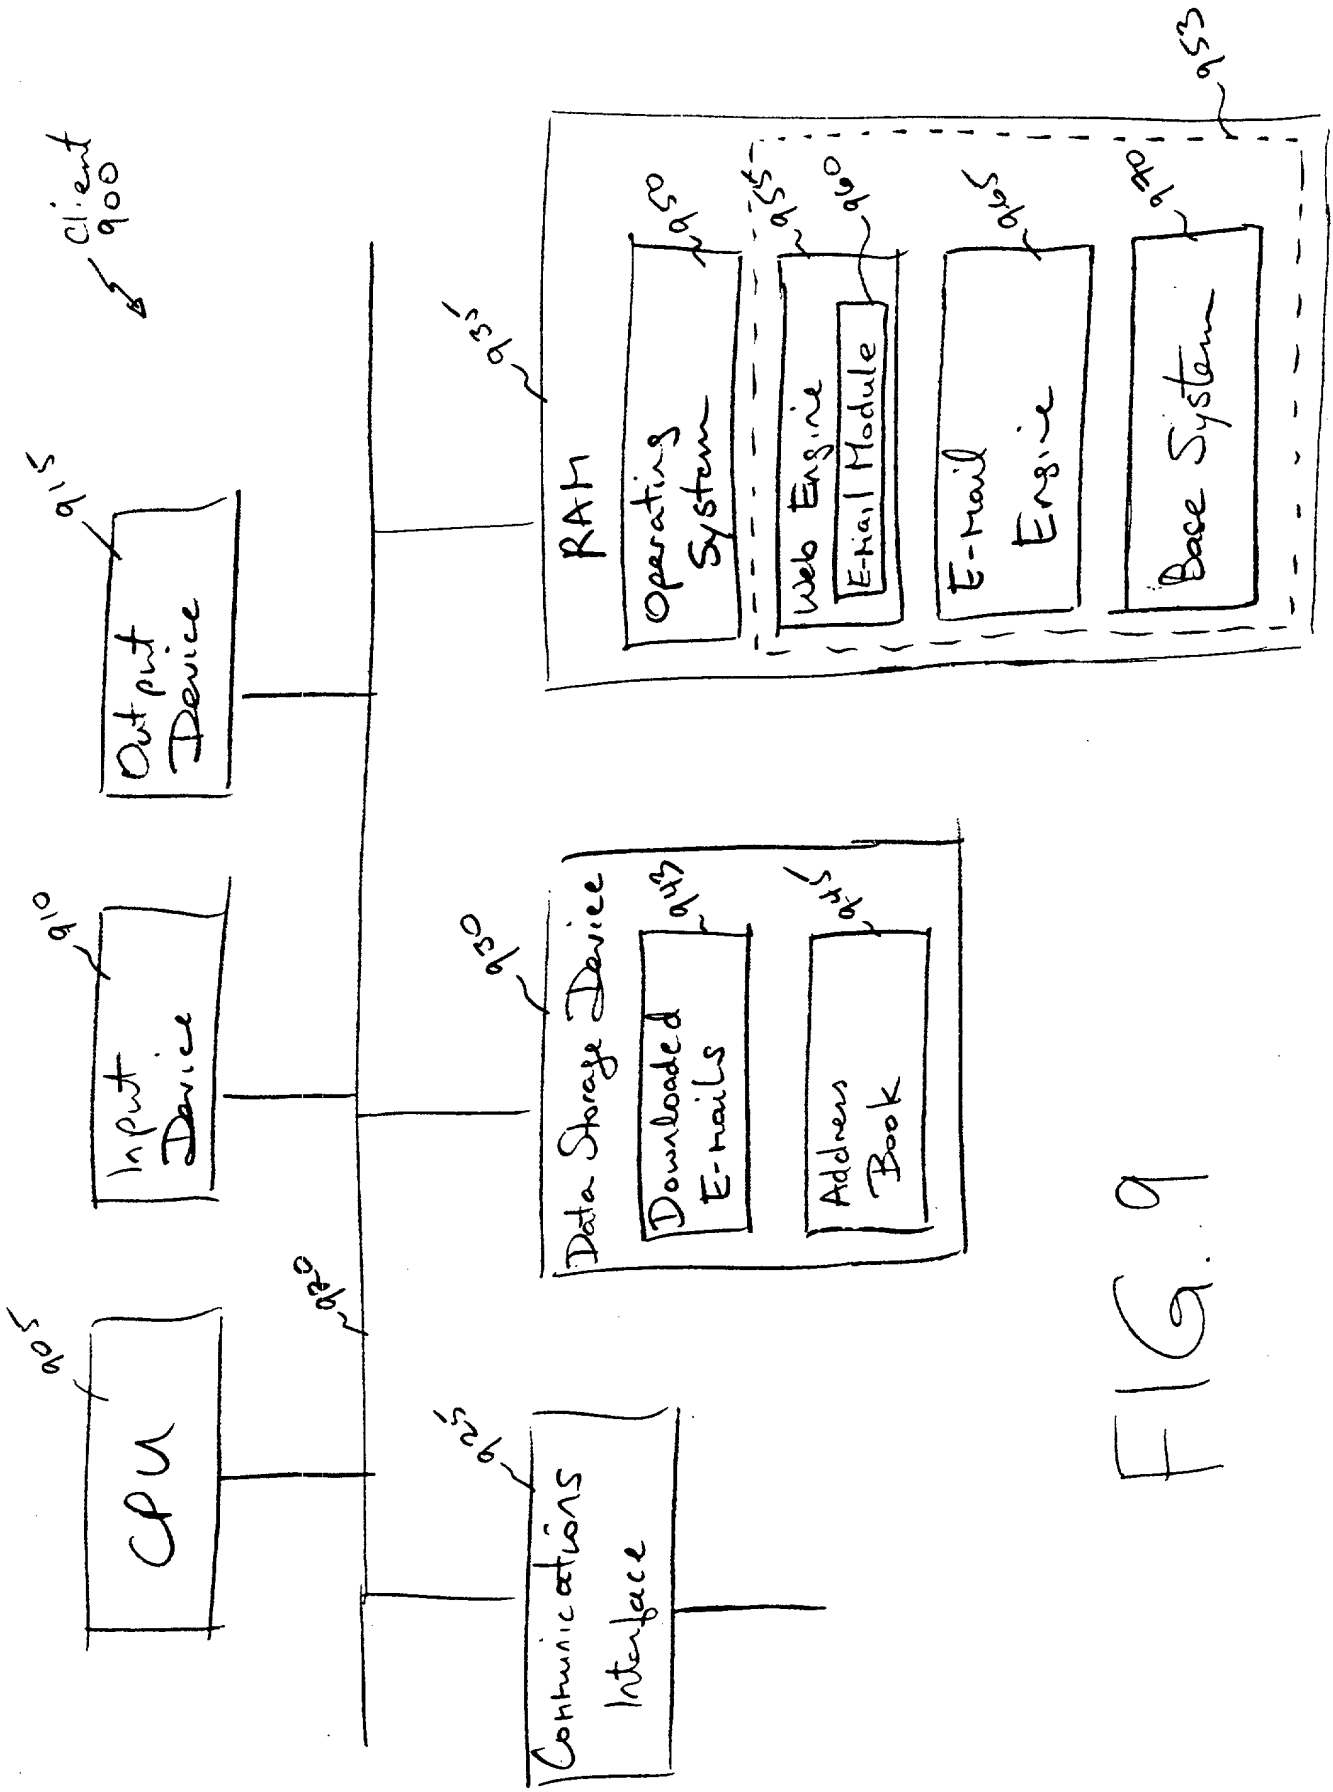 Client
900
905
CPU
910
Input
Device
915
Output
Device
920
925
Communications
Interface
930
Data Storage Device
943
Downloaded
E-mails
945
Address
Book
935
RAM
950
Operating
System
953
955
Web Engine
960
E-mail Module
965
E-mail
Engine
970
Base System
FIG. 9